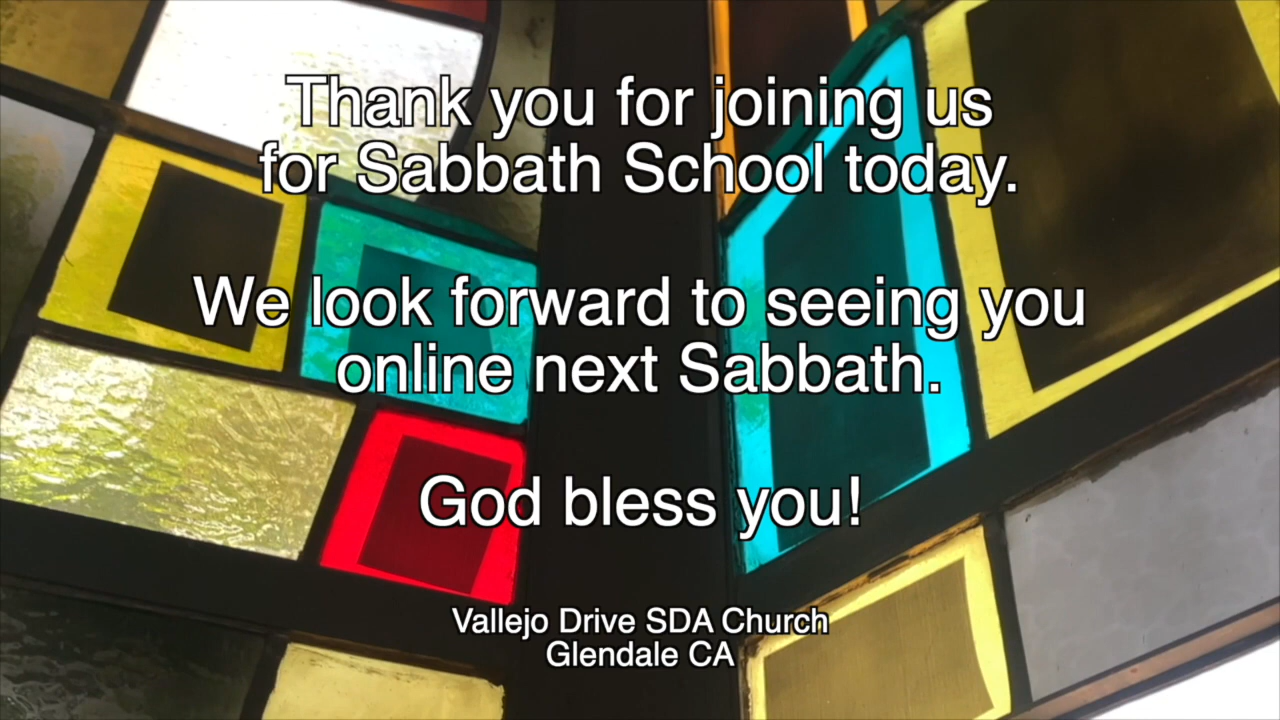 Thank you for joining us
for Sabbath School today.
We look forward to seeing you
online next Sabbath.
God bless you!
Vallejo Drive SDA Church
Glendale CA